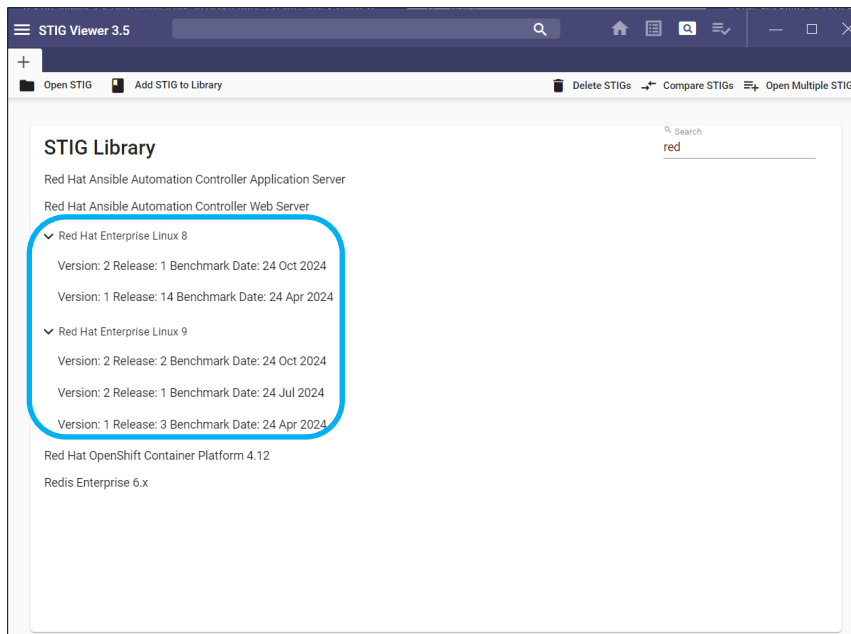 STIG Viewer 3.5
Open STIG Add STIG to Library Delete STIGs Compare STIGs Open Multiple STIG
Search
STIG Library red
Red Hat Ansible Automation Controller Application Server
Red Hat Ansible Automation Controller Web Server
Red Hat Enterprise Linux 8
Version: 2 Release: 1 Benchmark Date: 24 Oct 2024
Version: 1 Release: 14 Benchmark Date: 24 Apr 2024
Red Hat Enterprise Linux 9
Version: 2 Release: 2 Benchmark Date: 24 Oct 2024
Version: 2 Release: 1 Benchmark Date: 24 Jul 2024
Version: 1 Release: 3 Benchmark Date: 24 Apr 2024
Red Hat OpenShift Container Platform 4.12
Redis Enterprise 6.x